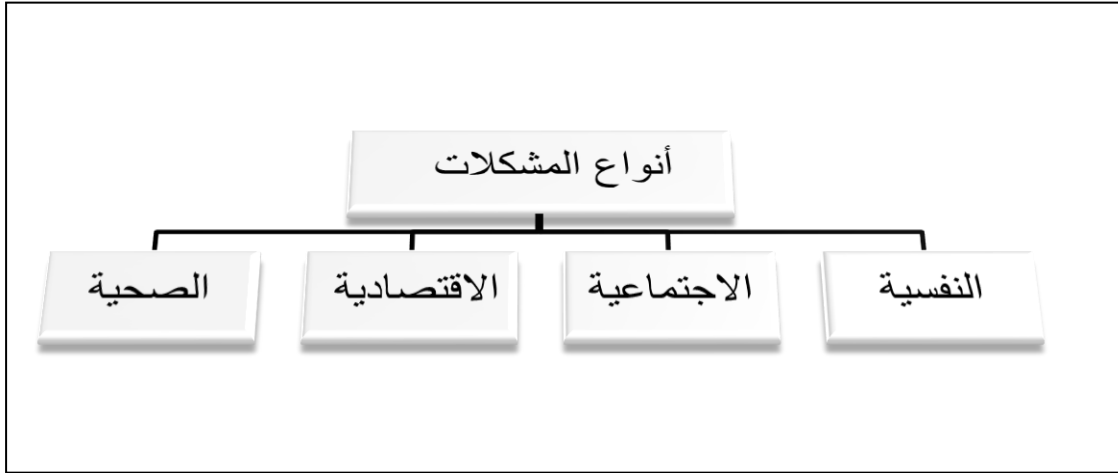 أنواع المشكلات
النفسية
الاجتماعية
الاقتصادية
الصحية